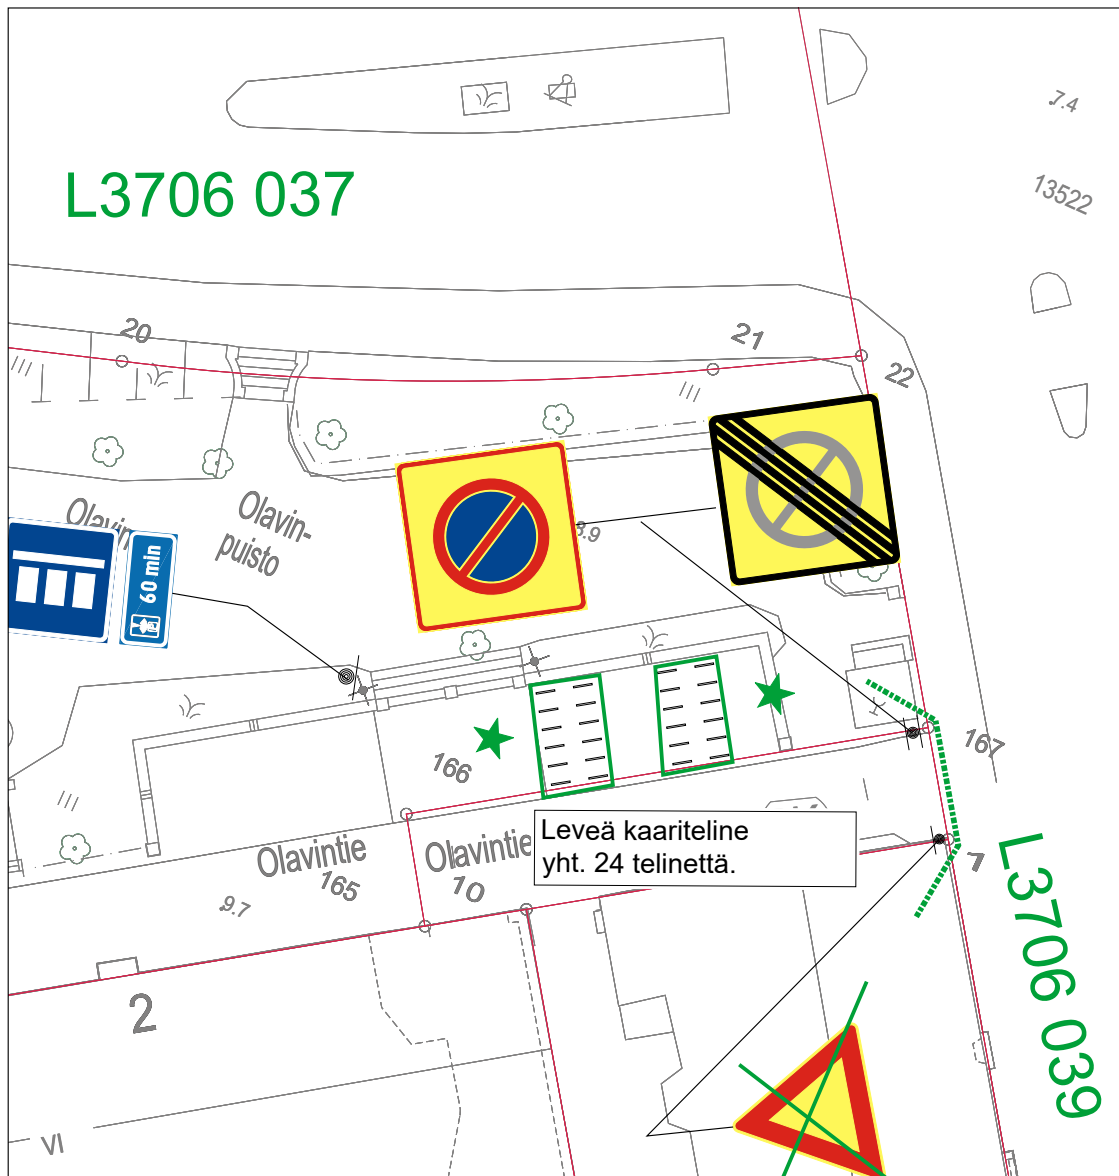 7.4
13522
L3706 037
20
21
22
Olavin-
puisto
60 min
166
167
Leveä kaariteline
yht. 24 telinettä.
Olavintie
165
Olavintie
10
7
.9.7
L3706 039
2
VI